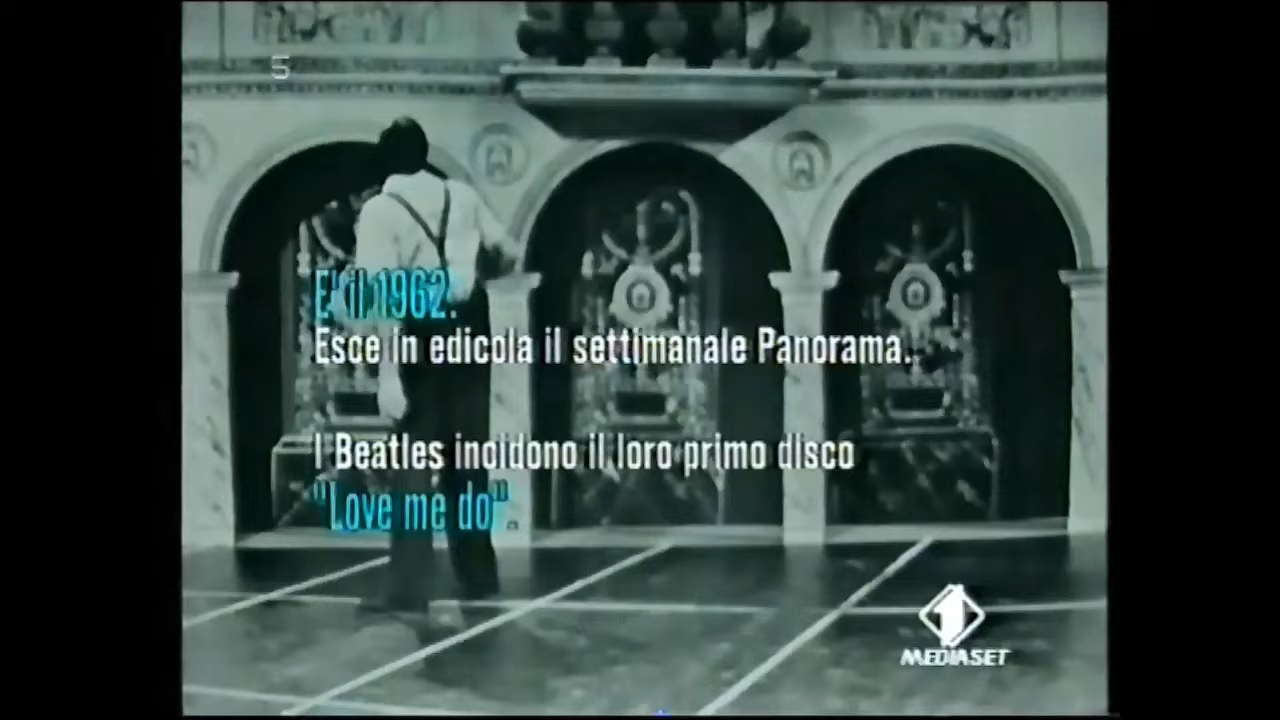 5
E' il 1962.
Esce in edicola il settimanale Panorama.
I Beatles incidono il loro primo disco
"Love me do".
1
MEDIASET